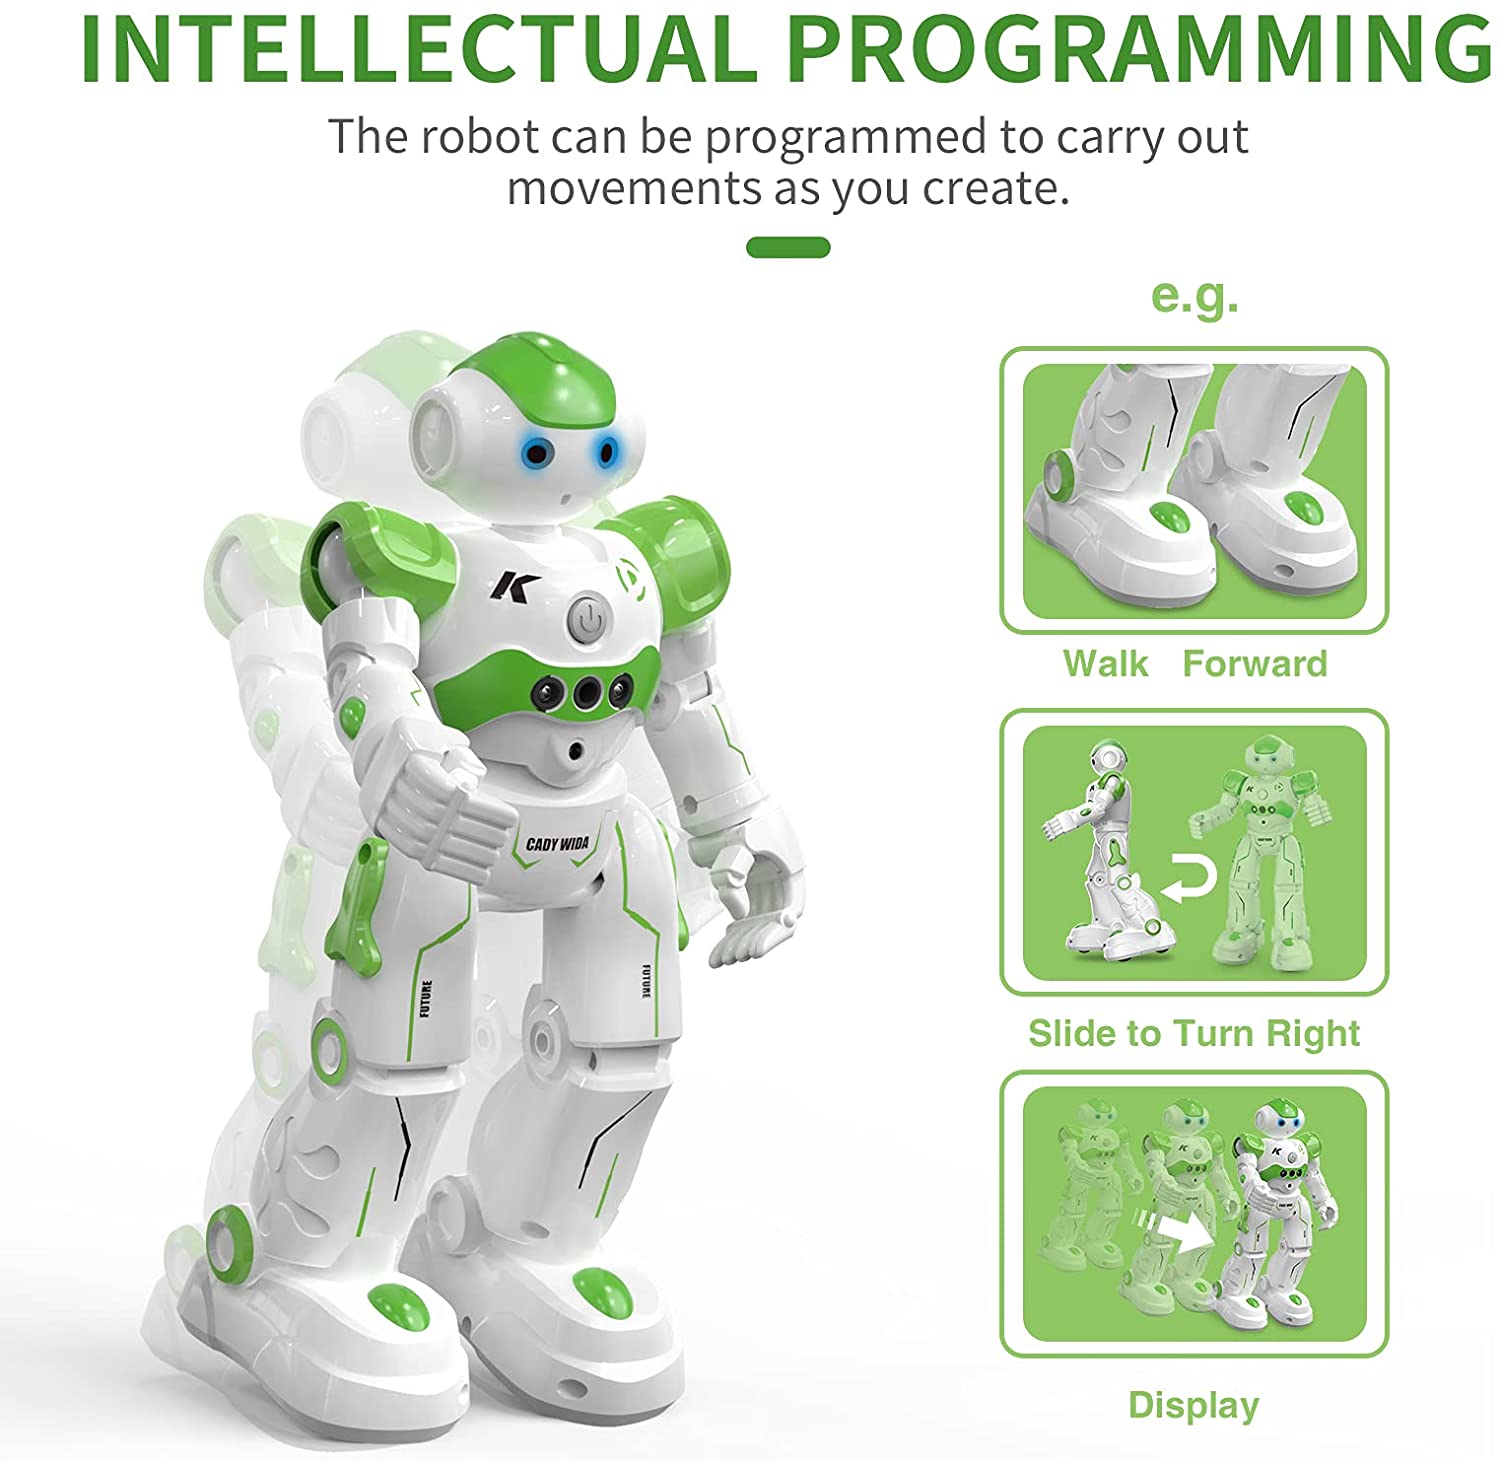 INTELLECTUAL PROGRAMMING
The robot can be programmed to carry out
movements as you create.
e.g.
K
CADY WIDA
FUTURE
FUTURE
Walk Forward
Slide to Turn Right
Display